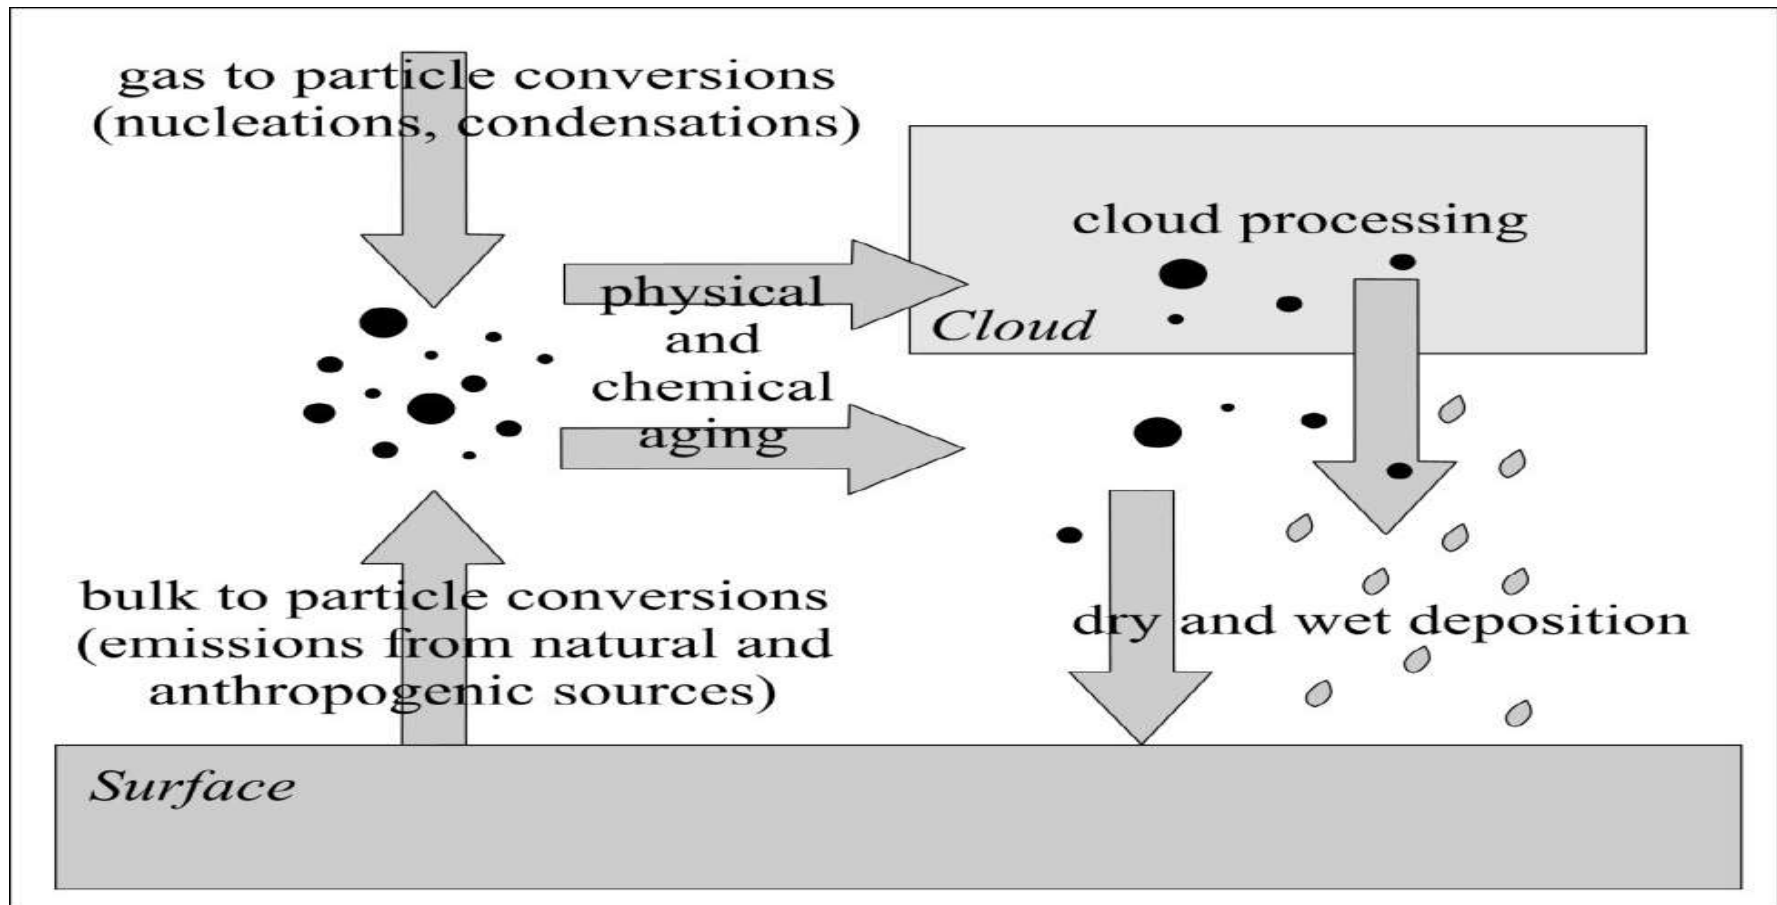 gas to particle conversions
(nucleations, condensations)
cloud processing
physical
and
chemical
aging
Cloud
bulk to particle conversions
(emissions from natural and
anthropogenic sources)
dry and wet deposition
Surface